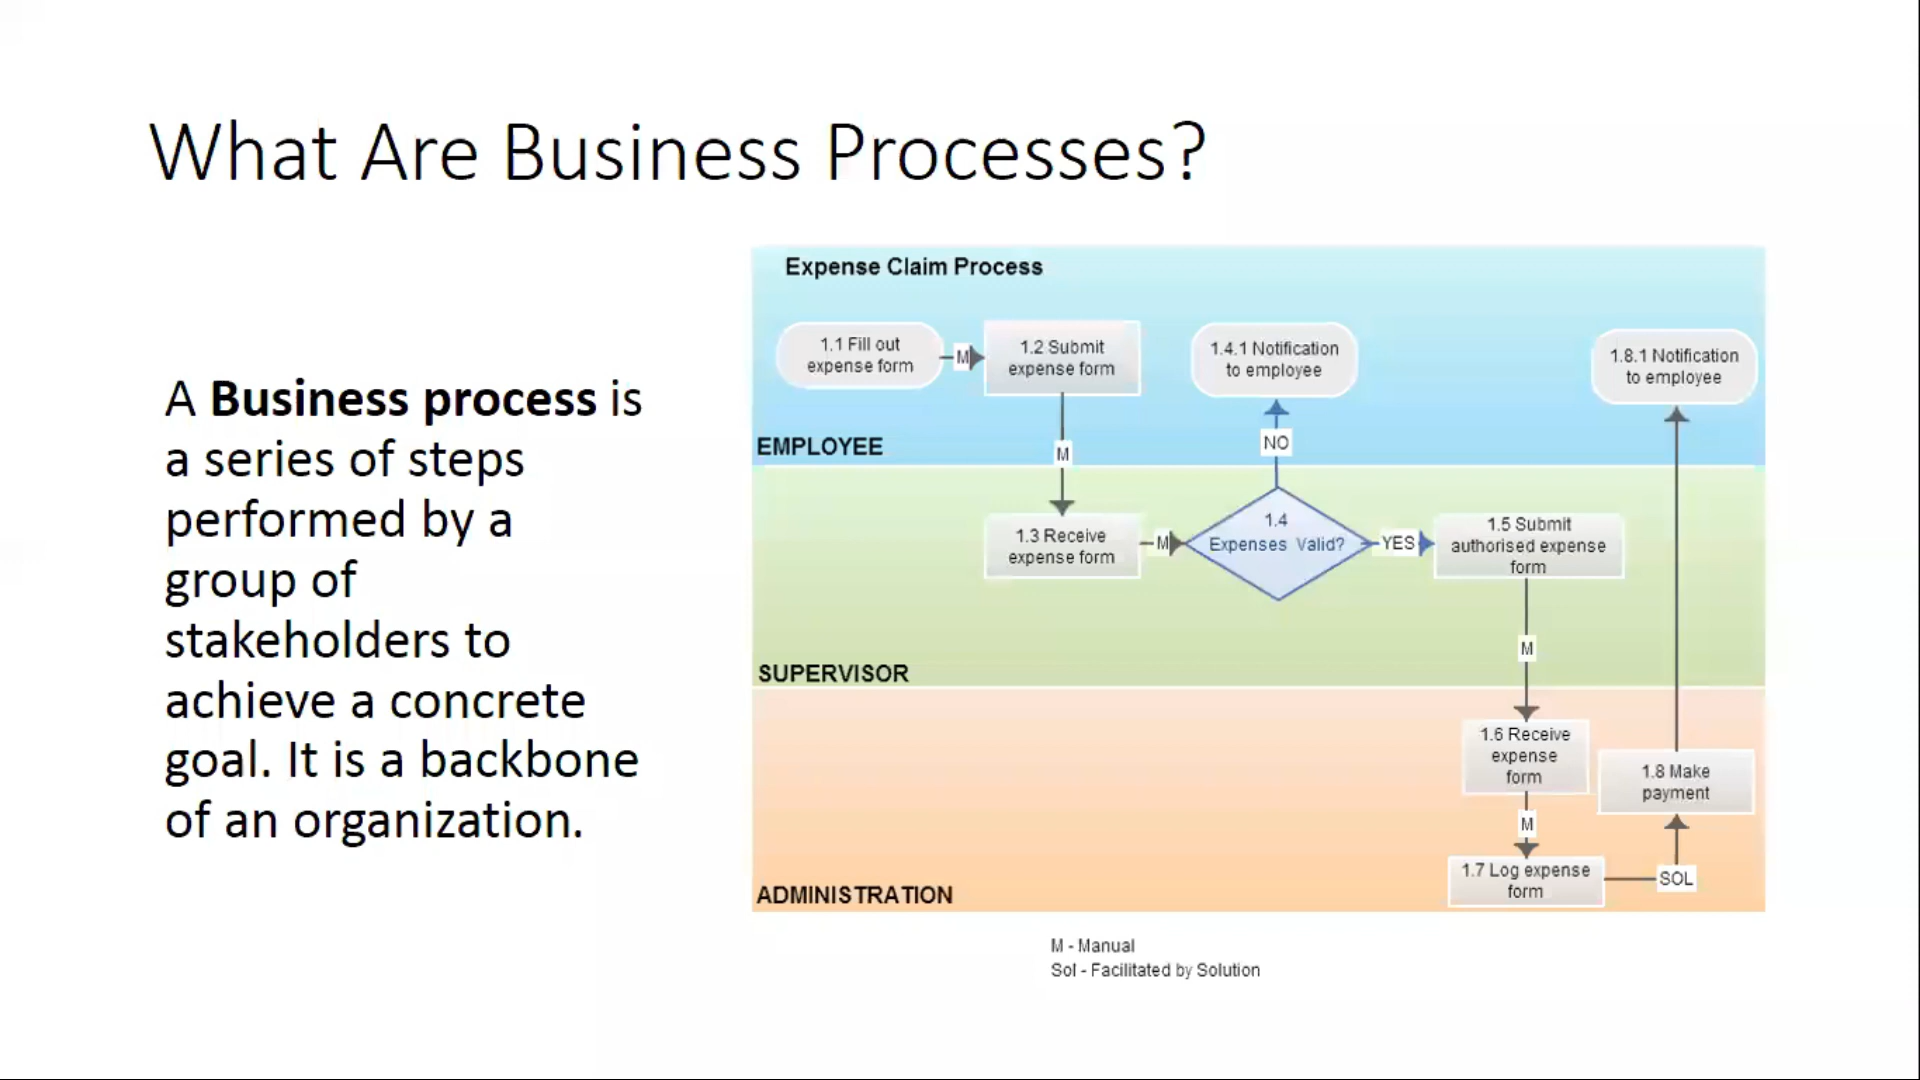 What Are Business Processes?
A Business process is
a series of steps
performed by a
group of
stakeholders to
achieve a concrete
goal. It is a backbone
of an organization.
Expense Claim Process
1.1 Fill out
expense form
M
1.2 Submit
expense form
1.4.1 Notification
to employee
1.8.1 Notification
to employee
NO
EMPLOYEE
M
1.3 Receive
expense form
M
1.4
Expenses Valid?
YES
1.5 Submit
authorised expense
form
M
SUPERVISOR
1.6 Receive
expense
form
1.8 Make
payment
M
1.7 Log expense
form
SOL
ADMINISTRATION
M - Manual
Sol - Facilitated by Solution